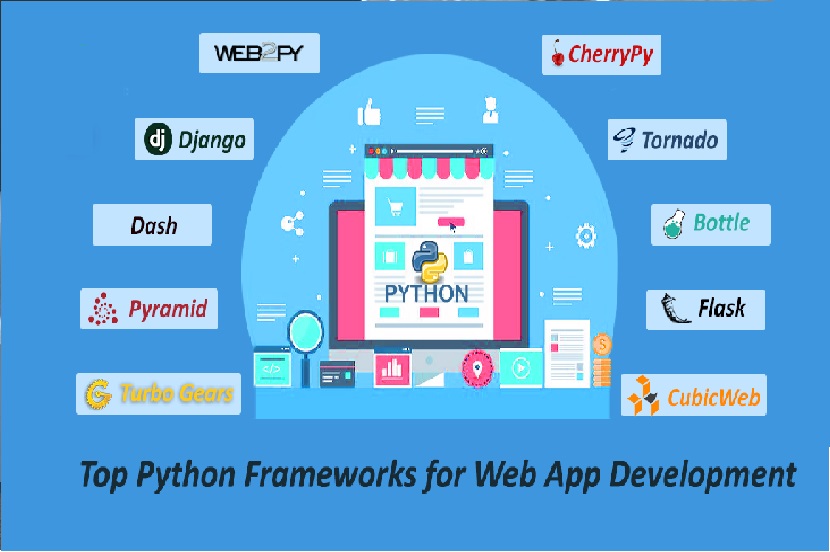 WEB2PY
CherryPy
dj Django
Tornado
Dash
Bottle
Pyramid
Flask
PYTHON
Turbo Gears
CubicWeb
</>
$
Top Python Frameworks for Web App Development